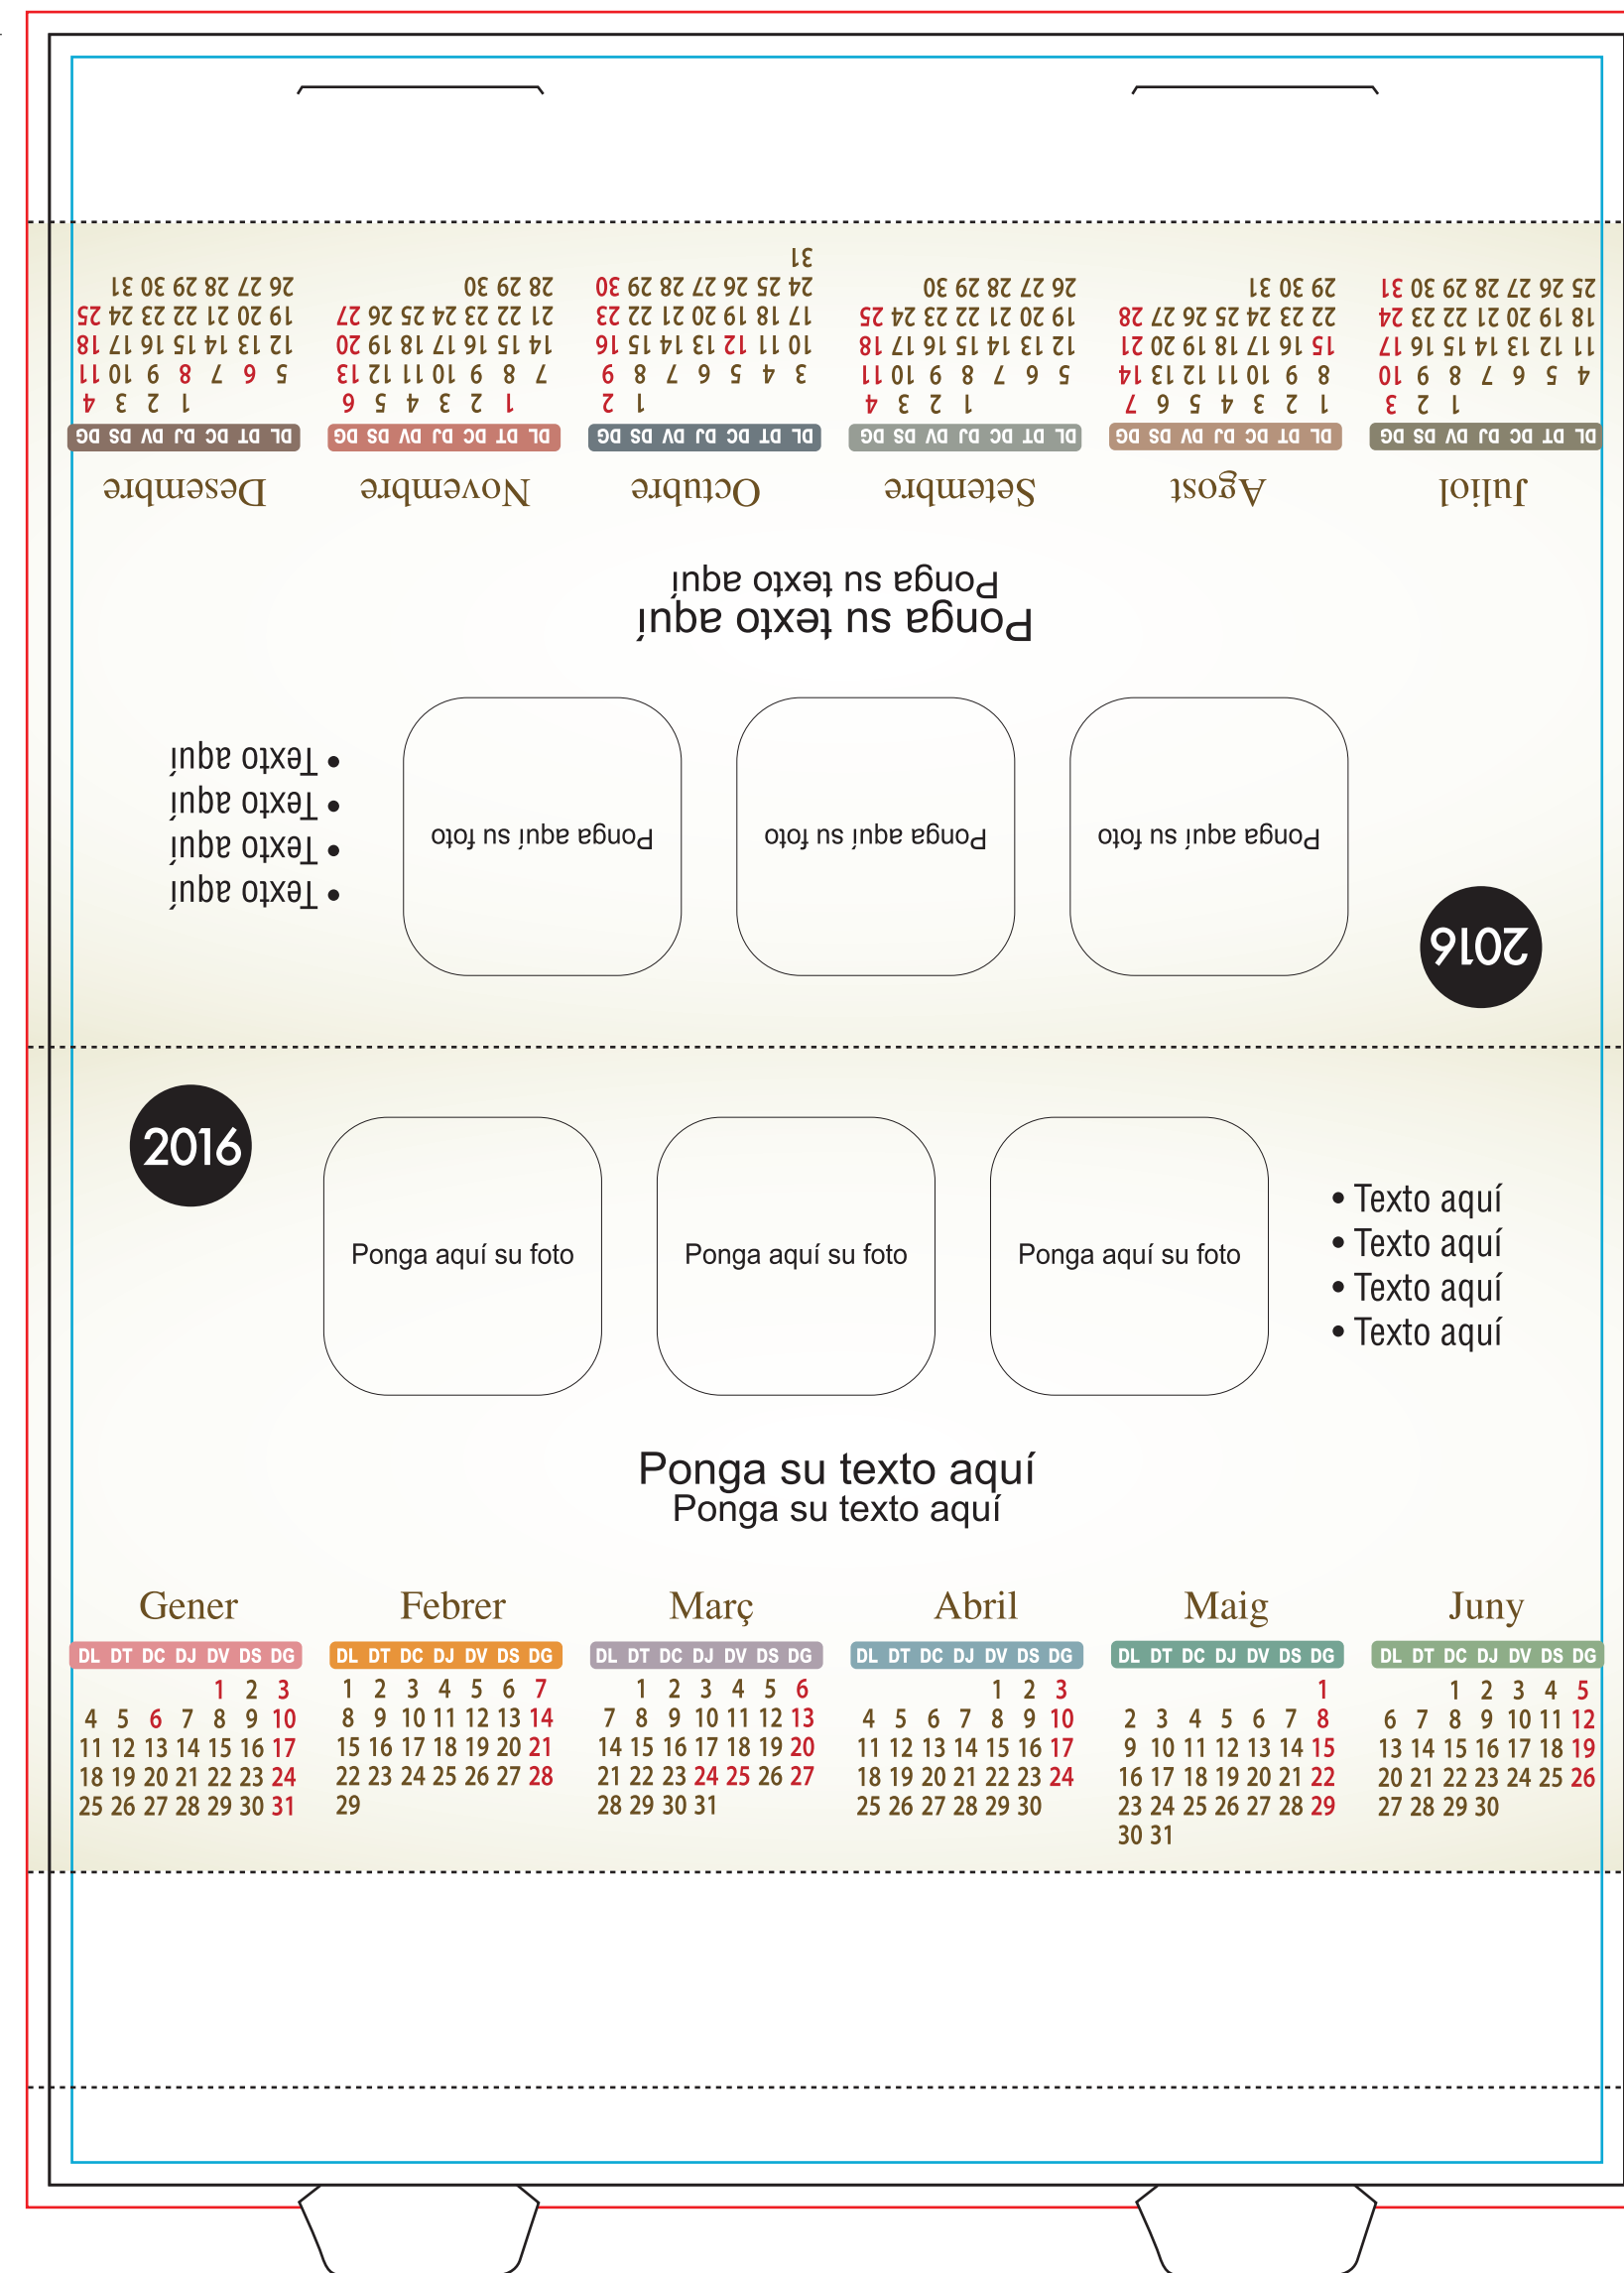 2016
Ponga aquí su foto
Ponga aquí su foto
Ponga aquí su foto
• Texto aquí
• Texto aquí
• Texto aquí
• Texto aquí
Ponga su texto aquí
Ponga su texto aquí
Gener
DL DT DC DJ DV DS DG
1 2 3
4 5 6 7 8 9 10
11 12 13 14 15 16 17
18 19 20 21 22 23 24
25 26 27 28 29 30 31
Febrer
DL DT DC DJ DV DS DG
1 2 3 4 5 6 7
8 9 10 11 12 13 14
15 16 17 18 19 20 21
22 23 24 25 26 27 28
29
Març
DL DT DC DJ DV DS DG
1 2 3 4 5 6
7 8 9 10 11 12 13
14 15 16 17 18 19 20
21 22 23 24 25 26 27
28 29 30 31
Abril
DL DT DC DJ DV DS DG
1 2 3
4 5 6 7 8 9 10
11 12 13 14 15 16 17
18 19 20 21 22 23 24
25 26 27 28 29 30
Maig
DL DT DC DJ DV DS DG
1
2 3 4 5 6 7 8
9 10 11 12 13 14 15
16 17 18 19 20 21 22
23 24 25 26 27 28 29
30 31
Juny
DL DT DC DJ DV DS DG
1 2 3 4 5
6 7 8 9 10 11 12
13 14 15 16 17 18 19
20 21 22 23 24 25 26
27 28 29 30
2016
Ponga aquí su foto
Ponga aquí su foto
Ponga aquí su foto
• Texto aquí
• Texto aquí
• Texto aquí
• Texto aquí
Ponga su texto aquí
Ponga su texto aquí
Juliol
DL DT DC DJ DV DS DG
1 2 3
4 5 6 7 8 9 10
11 12 13 14 15 16 17
18 19 20 21 22 23 24
25 26 27 28 29 30 31
Agost
DL DT DC DJ DV DS DG
1 2 3 4 5 6 7
8 9 10 11 12 13 14
15 16 17 18 19 20 21
22 23 24 25 26 27 28
29 30 31
Setembre
DL DT DC DJ DV DS DG
1 2 3 4
5 6 7 8 9 10 11
12 13 14 15 16 17 18
19 20 21 22 23 24 25
26 27 28 29 30
Octubre
DL DT DC DJ DV DS DG
1 2
3 4 5 6 7 8 9
10 11 12 13 14 15 16
17 18 19 20 21 22 23
24 25 26 27 28 29 30
31
Novembre
DL DT DC DJ DV DS DG
1 2 3 4 5 6
7 8 9 10 11 12 13
14 15 16 17 18 19 20
21 22 23 24 25 26 27
28 29 30
Desembre
DL DT DC DJ DV DS DG
1 2 3 4
5 6 7 8 9 10 11
12 13 14 15 16 17 18
19 20 21 22 23 24 25
26 27 28 29 30 31